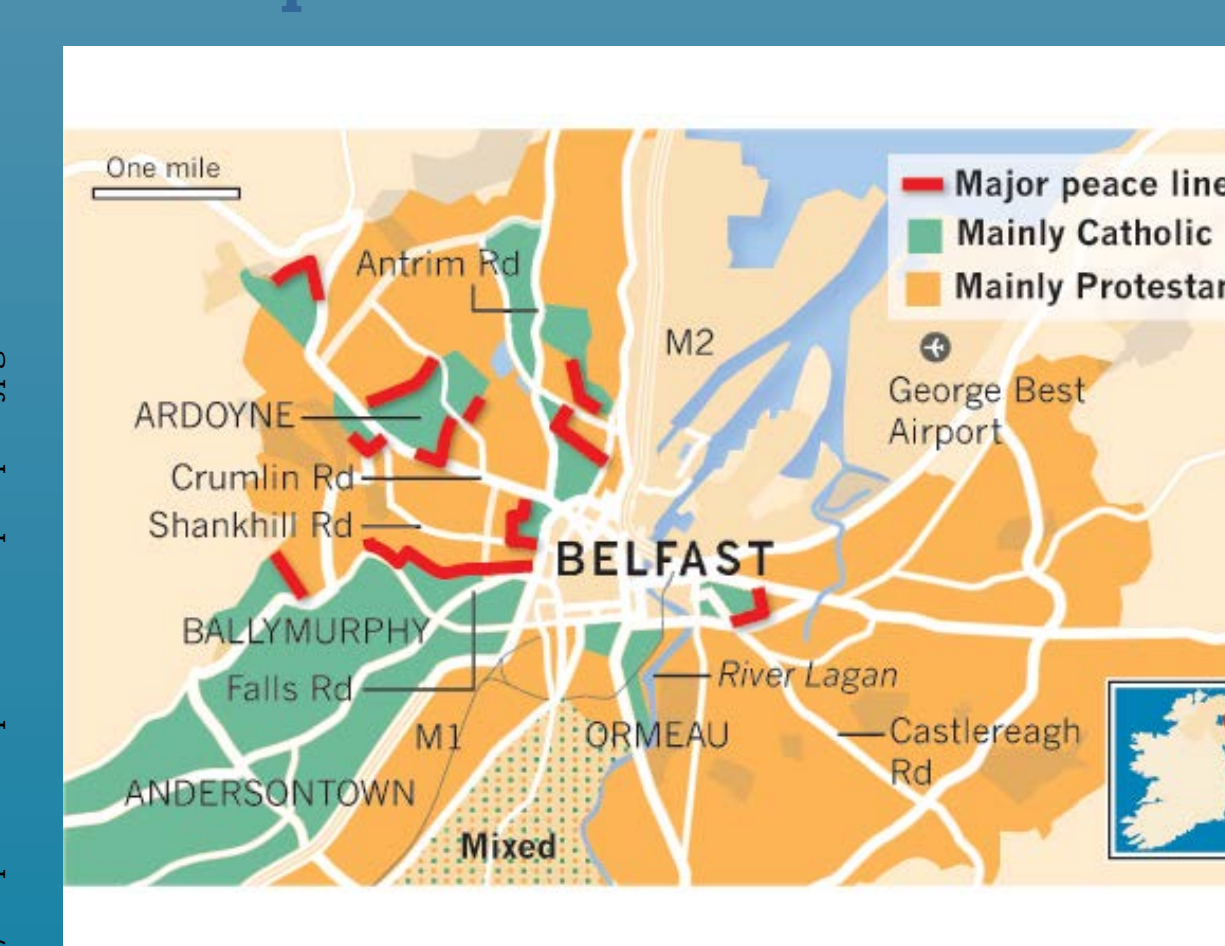 One mile
Major peace line
Mainly Catholic
Antrim Rd
M2
George Best
Airport
ARDOYNE
Crumlin Rd
Shankhill Rd
BELFAST
BALLYMURPHY
Falls Rd
River Lagan
M1
ORMEAU
Castlereagh
Rd
ANDERSONTOWN
Mixed
Mainly